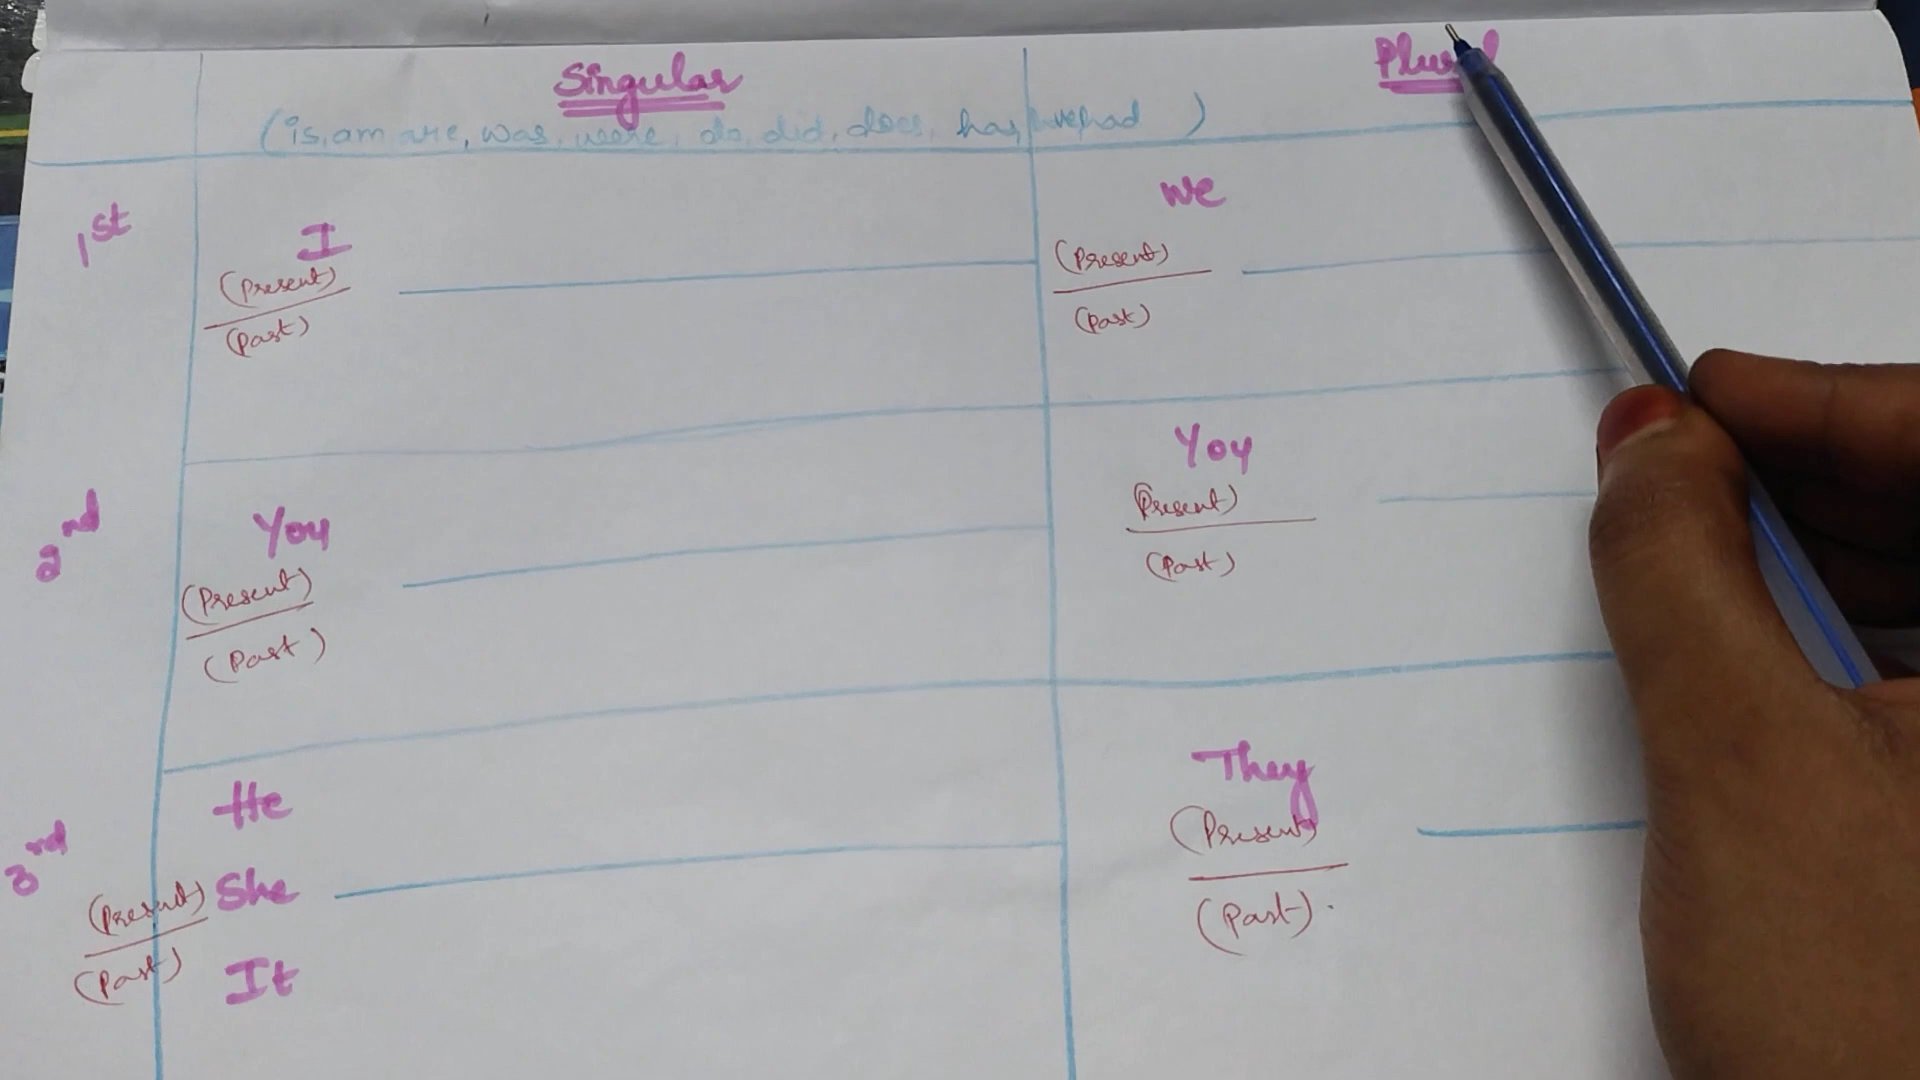 Singular
Plural
(is, am are, was, were, do, did, does, has, have, had )
1st
I
(Present)
(Past)
We
(Present)
(Past)
2nd
You
(Present)
(Past)
You
(Present)
(Past)
3rd
He
She
It
(Present)
(Past)
They
(Present)
(Past).